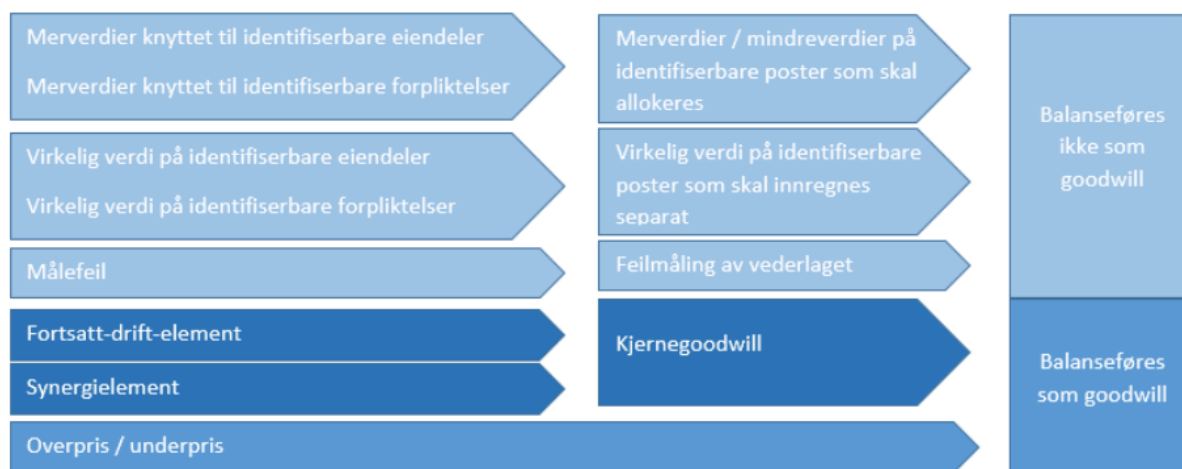 Merverdier knyttet til identifiserbare eiendeler
Merverdier knyttet til identifiserbare forpliktelser
Merverdier / mindreverdier på
identifiserbare poster som skal
allokeres
Virkelig verdi på identifiserbare eiendeler
Virkelig verdi på identifiserbare forpliktelser
Virkelig verdi på identifiserbare
poster som skal innregnes
separat
Målefeil
Feilmåling av vederlaget
Balanseføres
ikke som
goodwill
Fortsatt-drift-element
Synergielement
Kjernegoodwill
Overpris / underpris
Balanseføres
som goodwill